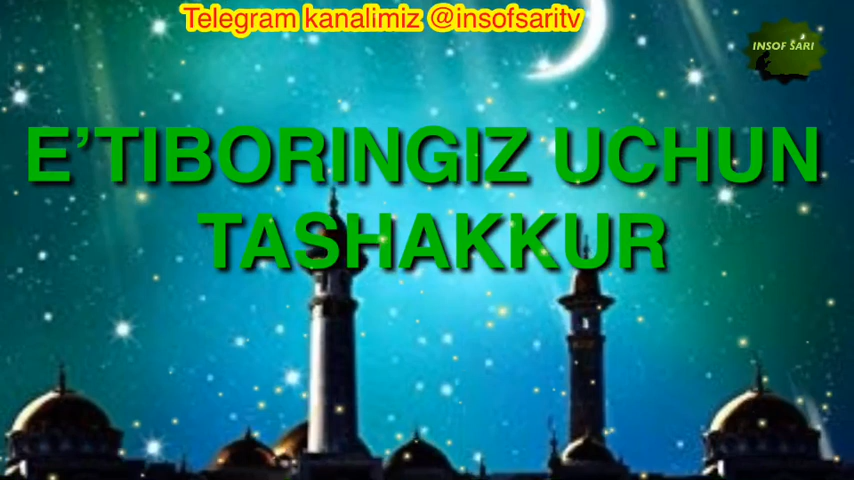 Telegram kanalimiz @insofsaritv
INSOF SARI
E'TIBORINGIZ UCHUN
TASHAKKUR